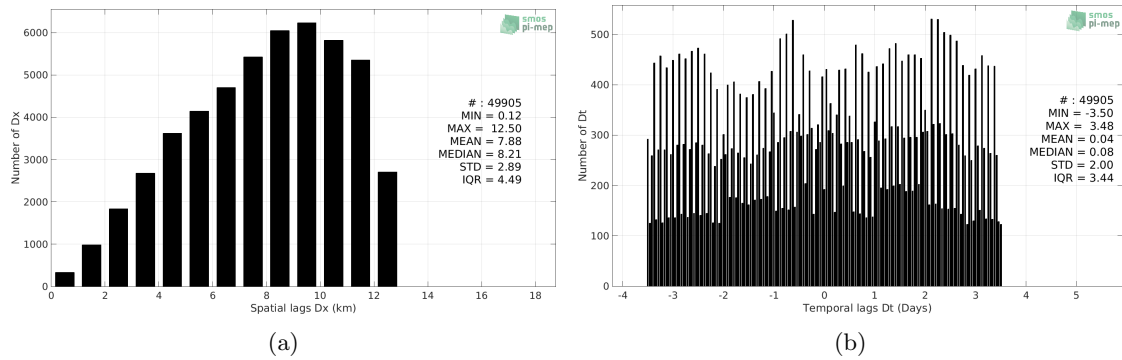 smos
pi-mep
6000
5000
4000
3000
2000
1000
0
Number of Dx
# : 49905
MIN = 0.12
MAX = 12.50
MEAN = 7.88
MEDIAN = 8.21
STD = 2.89
IQR = 4.49
0 2 4 6 8 10 12 14 16 18
Spatial lags Dx (km)
(a)
smos
pi-mep
500
400
300
200
100
0
Number of Dt
# : 49905
MIN = -3.50
MAX = 3.48
MEAN = 0.04
MEDIAN = 0.08
STD = 2.00
IQR = 3.44
-4 -3 -2 -1 0 1 2 3 4 5
Temporal lags Dt (Days)
(b)